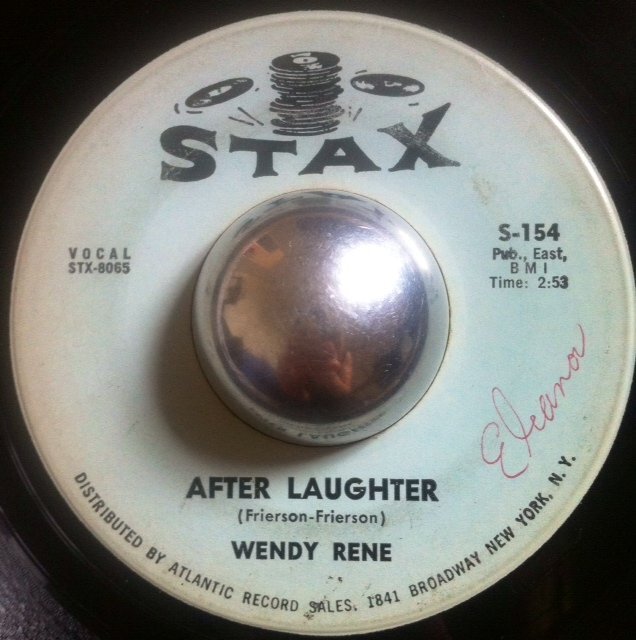 STAX
VOCAL
STX-8065
S-154
Pub., East,
BMI
Time: 2:53
Eleanor
AFTER LAUGHTER
(Frierson-Frierson)
WENDY RENE
DISTRIBUTED BY ATLANTIC RECORD SALES, 1841 BROADWAY NEW YORK, N. Y.